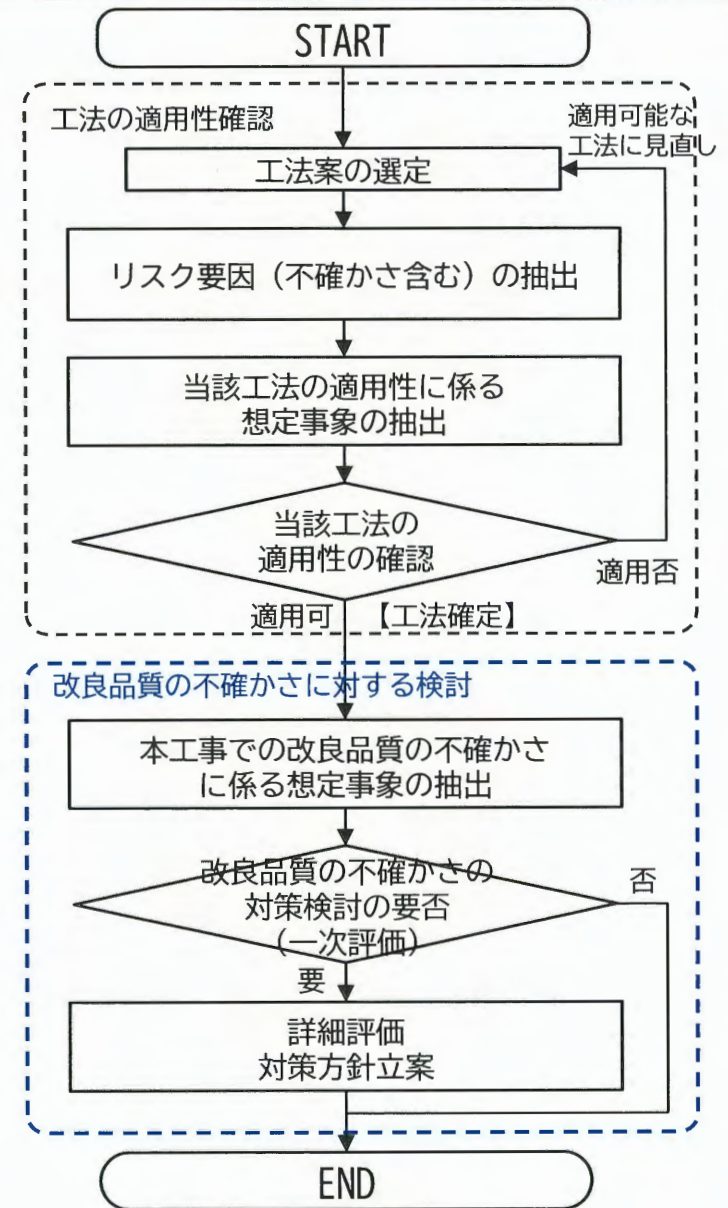 START
工法の適用性確認
適用可能な
工法に見直し
工法案の選定
リスク要因（不確かさ含む）の抽出
当該工法の適用性に係る
想定事象の抽出
当該工法の
適用性の確認
適用否
適用可 【工法確定】
改良品質の不確かさに対する検討
本工事での改良品質の不確かさ
に係る想定事象の抽出
改良品質の不確かさの
対策検討の要否
（一次評価）
否
要
詳細評価
対策方針立案
END